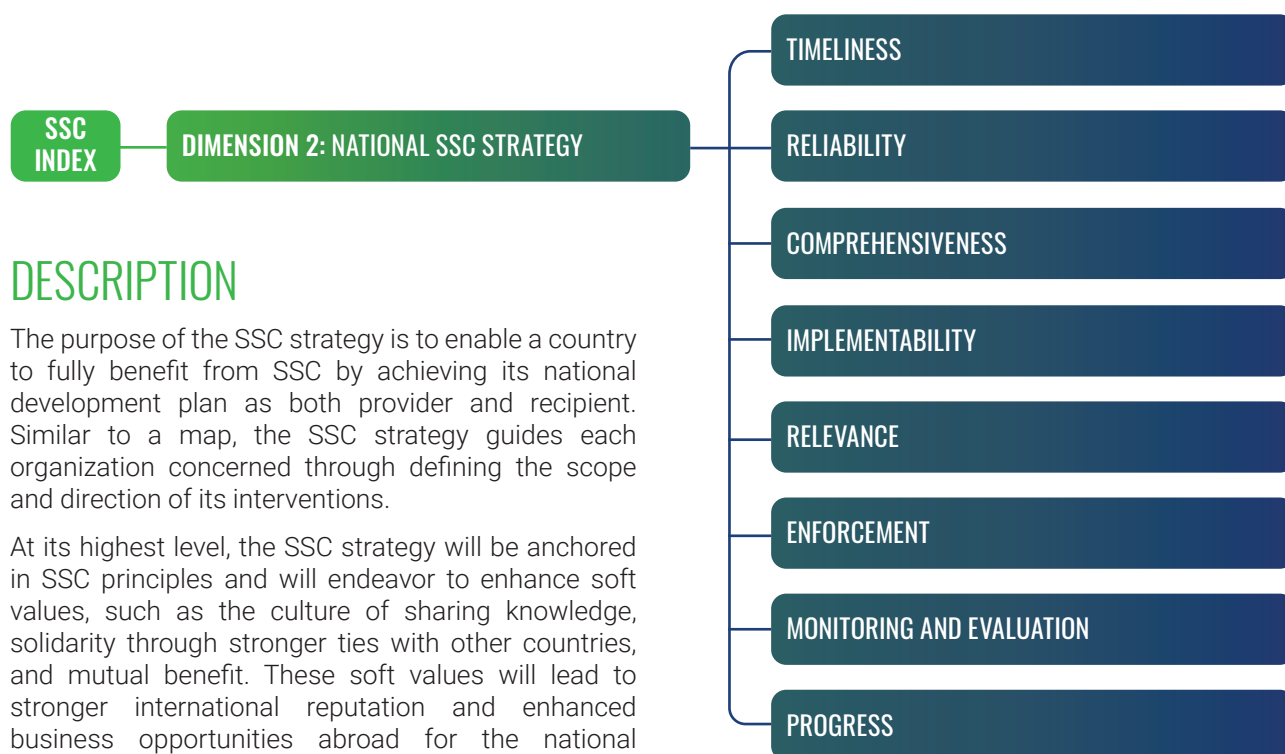 SSC
INDEX
DIMENSION 2: NATIONAL SSC STRATEGY
TIMELINESS
RELIABILITY
COMPREHENSIVENESS
IMPLEMENTABILITY
RELEVANCE
ENFORCEMENT
MONITORING AND EVALUATION
PROGRESS
DESCRIPTION
The purpose of the SSC strategy is to enable a country
to fully benefit from SSC by achieving its national
development plan as both provider and recipient.
Similar to a map, the SSC strategy guides each
organization concerned through defining the scope
and direction of its interventions.
At its highest level, the SSC strategy will be anchored
in SSC principles and will endeavor to enhance soft
values, such as the culture of sharing knowledge,
solidarity through stronger ties with other countries,
and mutual benefit. These soft values will lead to
stronger international reputation and enhanced
business opportunities abroad for the national